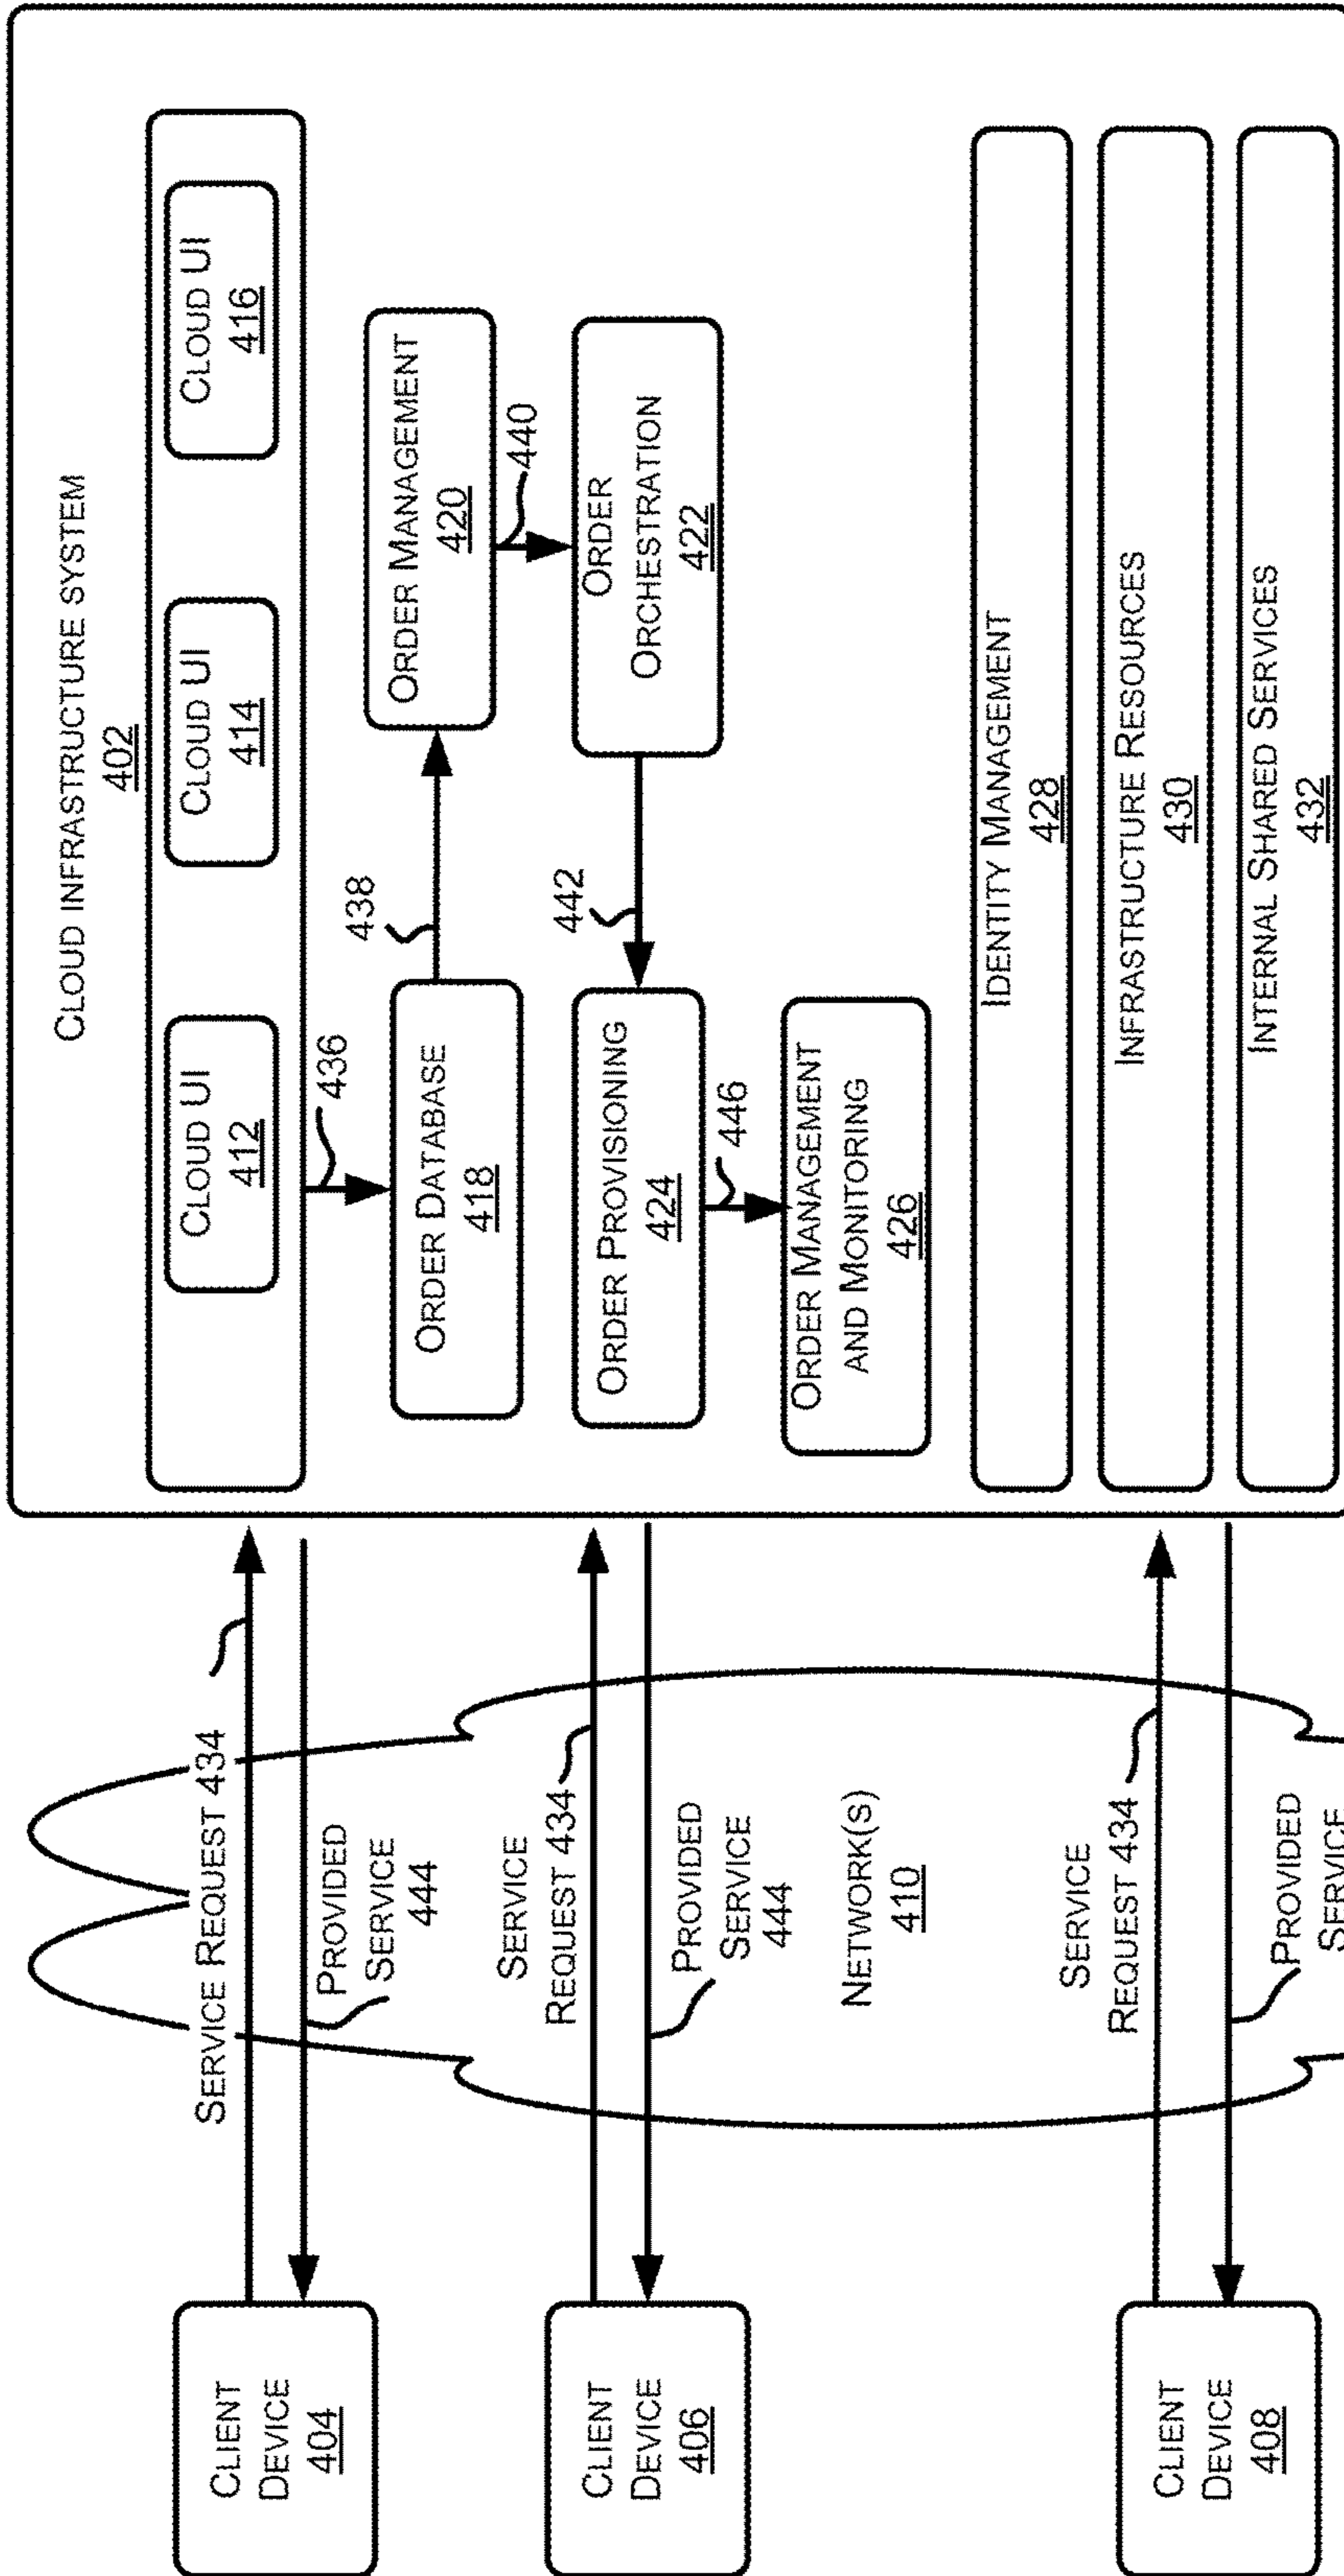 CLIENT
DEVICE
404
CLIENT
DEVICE
406
CLIENT
DEVICE
408
SERVICE REQUEST 434
PROVIDED
SERVICE
444
SERVICE
REQUEST 434
PROVIDED
SERVICE
444
NETWORK(S)
410
SERVICE
REQUEST 434
PROVIDED
SERVICE
CLOUD INFRASTRUCTURE SYSTEM
402
CLOUD UI
412
CLOUD UI
414
CLOUD UI
416
436
ORDER DATABASE
418
438
ORDER MANAGEMENT
420
440
ORDER
ORCHESTRATION
422
442
ORDER PROVISIONING
424
446
ORDER MANAGEMENT
AND MONITORING
426
IDENTITY MANAGEMENT
428
INFRASTRUCTURE RESOURCES
430
INTERNAL SHARED SERVICES
432